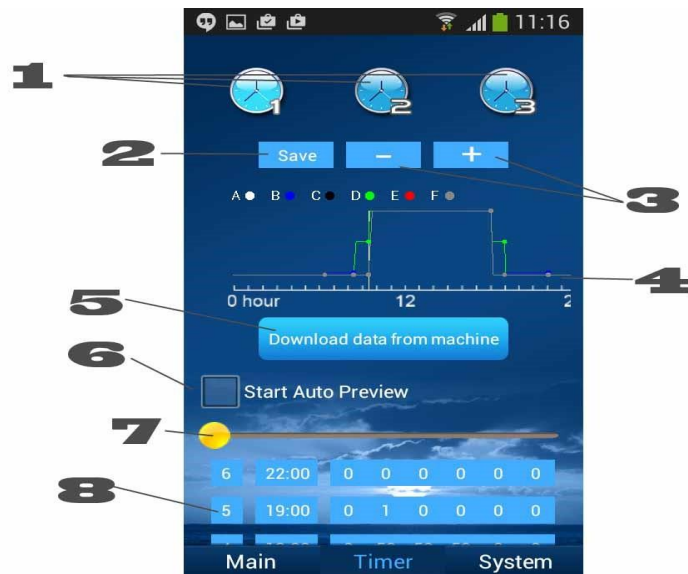 11:16
1
1 2 3
2
Save - +
3
A B C D E F
4
0 hour 12 2
5
Download data from machine
6
Start Auto Preview
7
6 22:00 0 0 0 0 0 0
8
5 19:00 0 1 0 0 0 0
Main Timer System